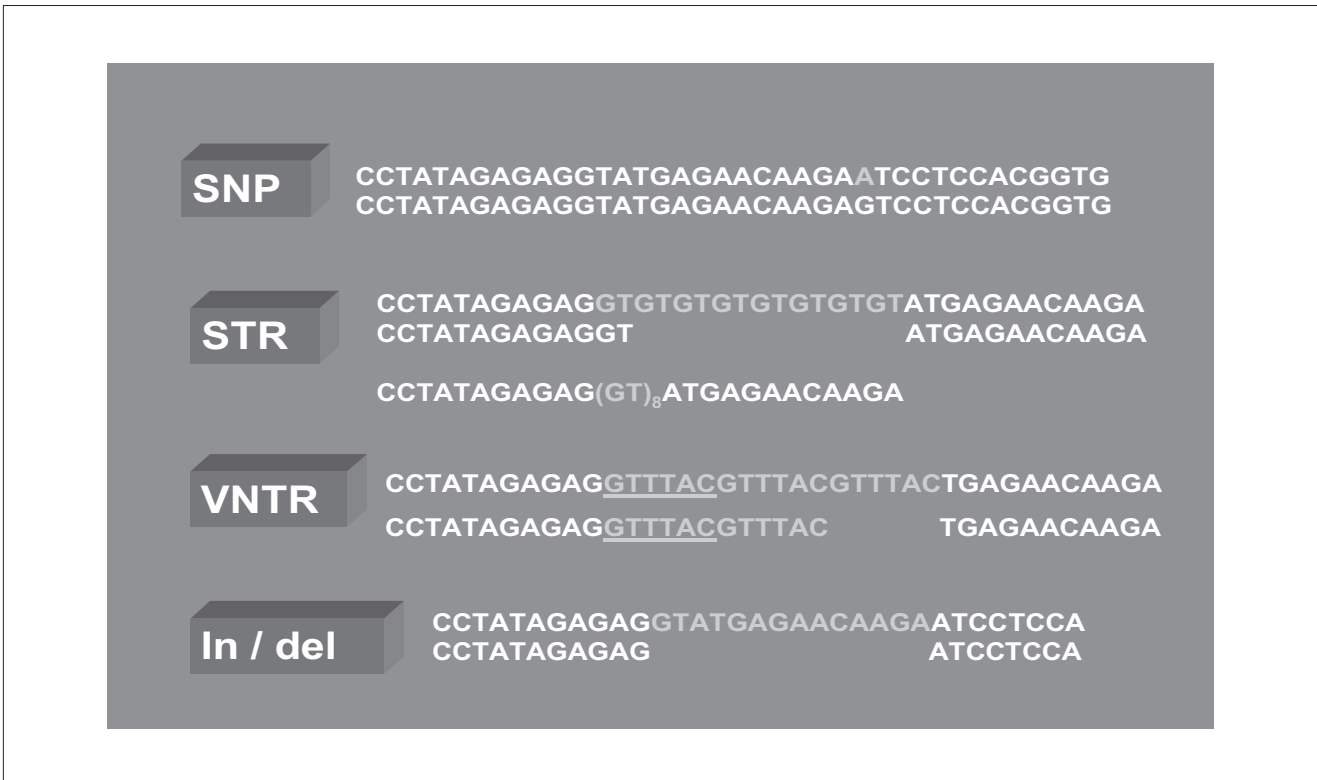 SNP
CCTATAGAGAGGTATGAGAACAAGAATCCTCCACGGTG
CCTATAGAGAGGTATGAGAACAAGAGTCCTCCACGGTG
STR
CCTATAGAGAGGTGTGTGTGTGTGTGTATGAGAACAAGA
CCTATAGAGAGGT ATGAGAACAAGA
CCTATAGAGAG(GT)₈ATGAGAACAAGA
VNTR
CCTATAGAGAGGTTTACGTTTACGTTTACTGAGAACAAGA
CCTATAGAGAGGTTTACGTTTAC TGAGAACAAGA
In / del
CCTATAGAGAGGTATGAGAACAAGAATCCTCCA
CCTATAGAGAG ATCCTCCA